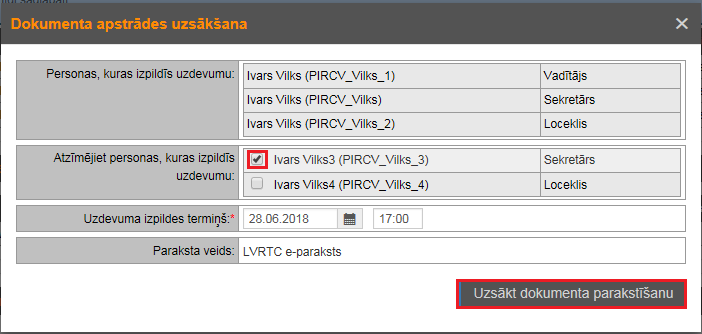 Dokumenta apstrādes uzsākšana
Personas, kuras izpildīs uzdevumu: Ivars Vilks (PIRCV_Vilks_1) Vadītājs
Ivars Vilks (PIRCV_Vilks) Sekretārs
Ivars Vilks (PIRCV_Vilks_2) Loceklis
Atzīmējiet personas, kuras izpildīs Ivars Vilks3 (PIRCV_Vilks_3) Sekretārs
uzdevumu: Ivars Vilks4 (PIRCV_Vilks_4) Loceklis
Uzdevuma izpildes termiņš:* 28.06.2018 17:00
Paraksta veids: LVRTC e-paraksts
Uzsākt dokumenta parakstīšanu